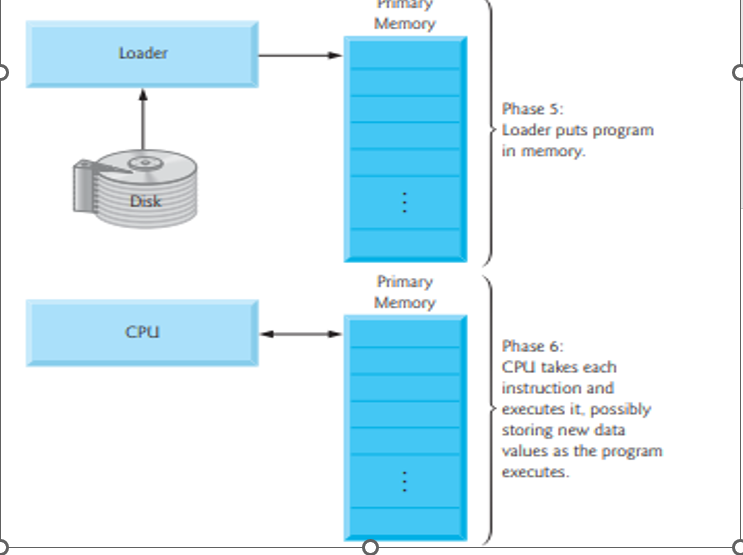 Primary
Memory
Loader
Disk
Phase 5:
Loader puts program
in memory.
Primary
Memory
CPU
Phase 6:
CPU takes each
instruction and
executes it, possibly
storing new data
values as the program
executes.